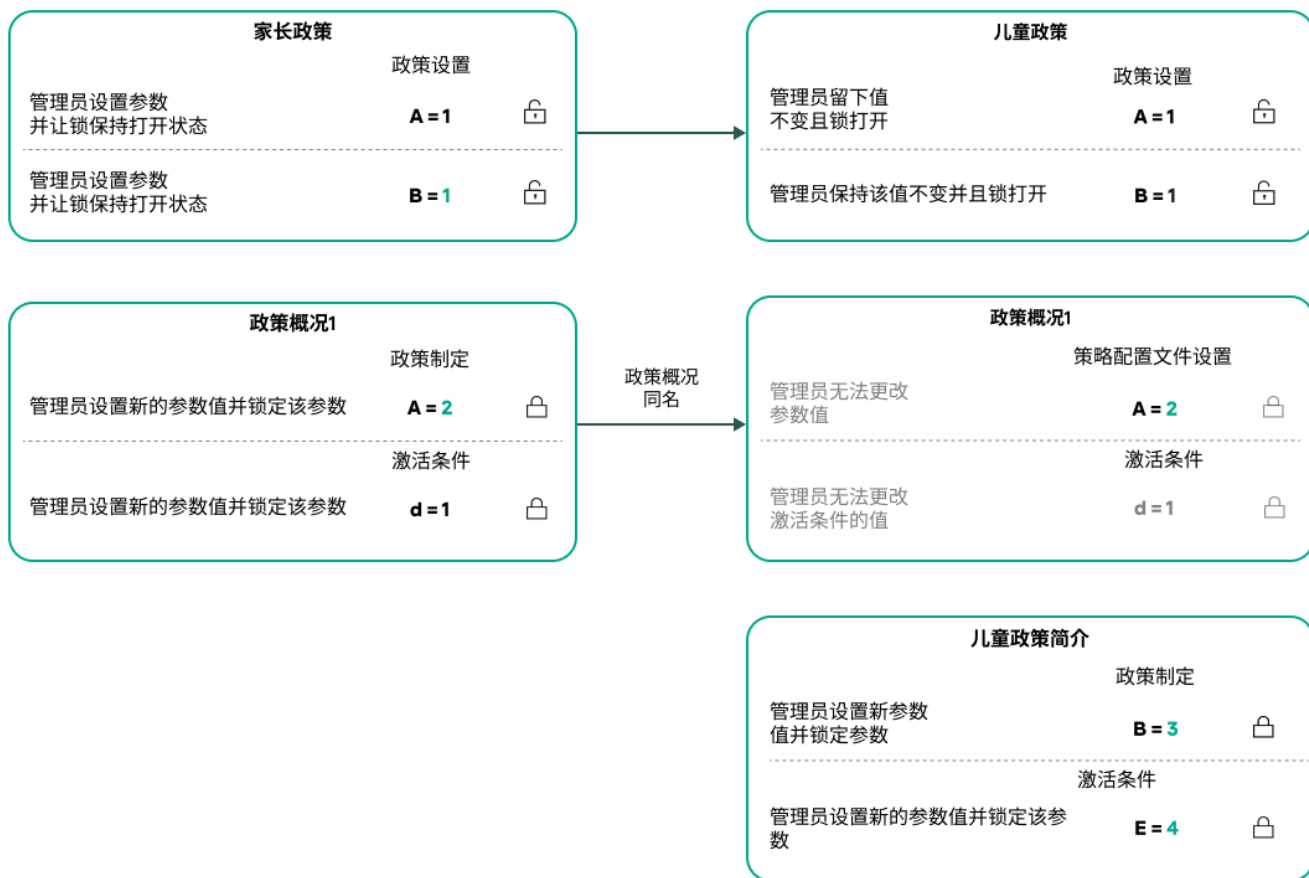 家长政策
政策设置
管理员设置参数
并让锁保持打开状态
A = 1
管理员设置参数
并让锁保持打开状态
B = 1
儿童政策
政策设置
管理员留下值
不变且锁打开
A = 1
管理员保持该值不变并且锁打开
B = 1
政策概况1
政策制定
管理员设置新的参数值并锁定该参数
A = 2
激活条件
管理员设置新的参数值并锁定该参数
d = 1
政策概况
同名
政策概况1
策略配置文件设置
管理员无法更改
参数值
A = 2
激活条件
管理员无法更改
激活条件的值
d = 1
儿童政策简介
政策制定
管理员设置新参数
值并锁定参数
B = 3
激活条件
管理员设置新的参数值并锁定该参
数
E = 4